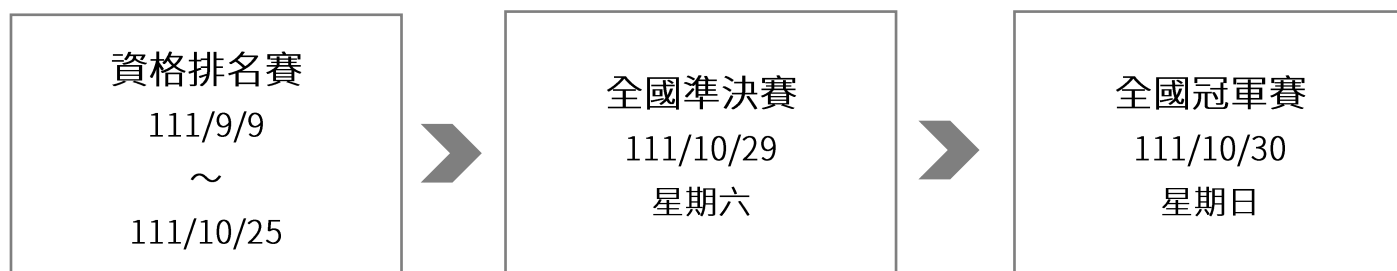 資格排名賽
111/9/9
～
111/10/25
全國準決賽
111/10/29
星期六
全國冠軍賽
111/10/30
星期日